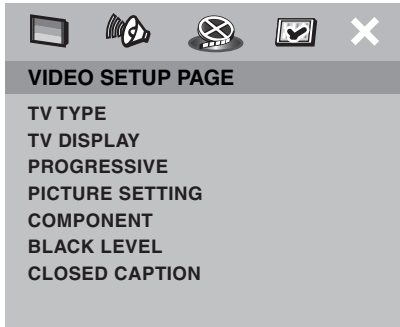 VIDEO SETUP PAGE
TV TYPE
TV DISPLAY
PROGRESSIVE
PICTURE SETTING
COMPONENT
BLACK LEVEL
CLOSED CAPTION